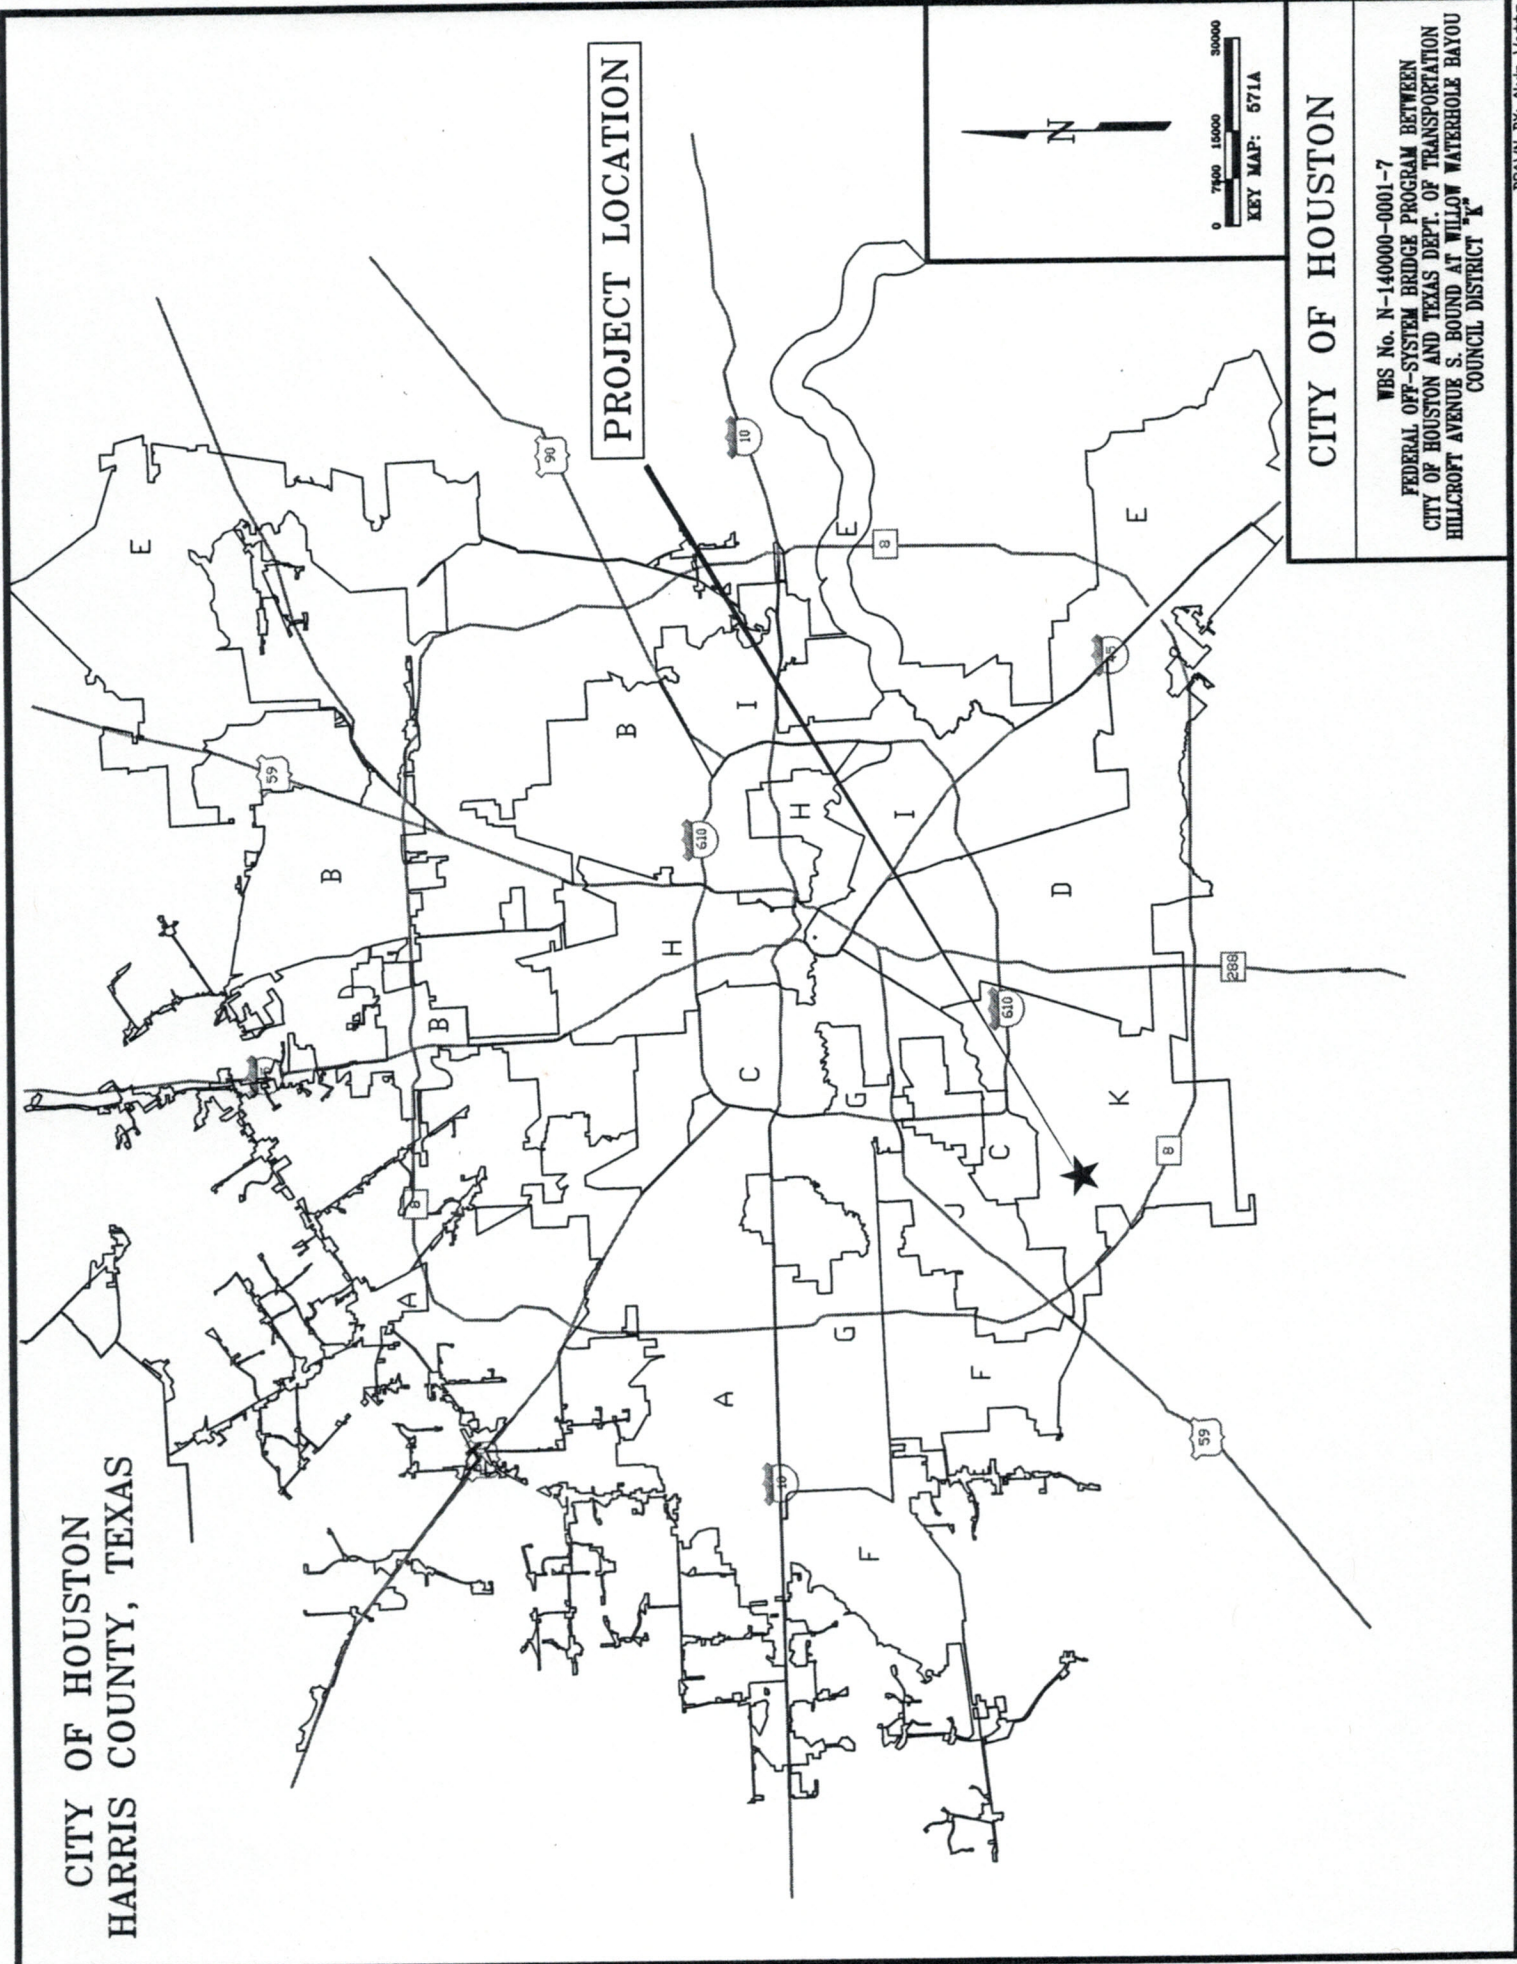 CITY OF HOUSTON
HARRIS COUNTY, TEXAS
PROJECT LOCATION
E
59
90
10
B
B
B
E
8
610
H
B
I
H
I
E
E
45
D
288
610
C
G
C
K
8
8
J
A
A
G
F
10
F
59
N
0 7500 15000 30000
KEY MAP: 571A
CITY OF HOUSTON
WBS No. N-140000-0001-7
FEDERAL OFF-SYSTEM BRIDGE PROGRAM BETWEEN
CITY OF HOUSTON AND TEXAS DEPT. OF TRANSPORTATION
HILLCROFT AVENUE S. BOUND AT WILLOW WATERHOLE BAYOU
COUNCIL DISTRICT "K"